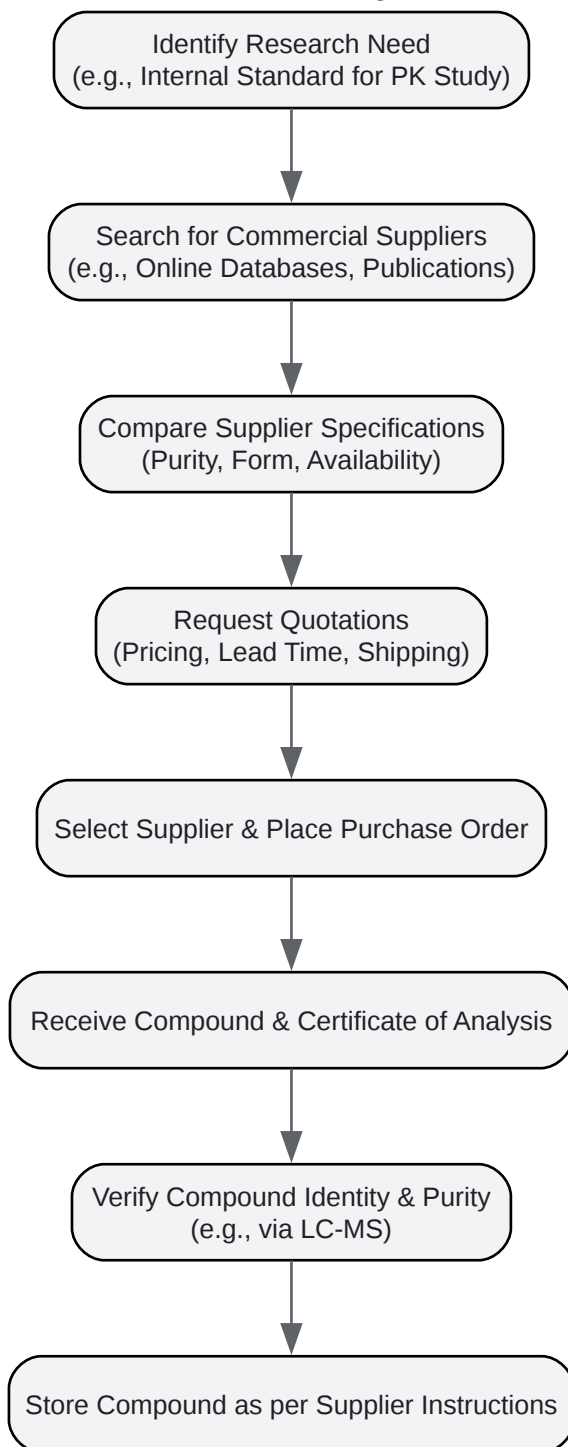 Identify Research Need
(e.g., Internal Standard for PK Study)
Search for Commercial Suppliers
(e.g., Online Databases, Publications)
Compare Supplier Specifications
(Purity, Form, Availability)
Request Quotations
(Pricing, Lead Time, Shipping)
Select Supplier & Place Purchase Order
Receive Compound & Certificate of Analysis
Verify Compound Identity & Purity
(e.g., via LC-MS)
Store Compound as per Supplier Instructions